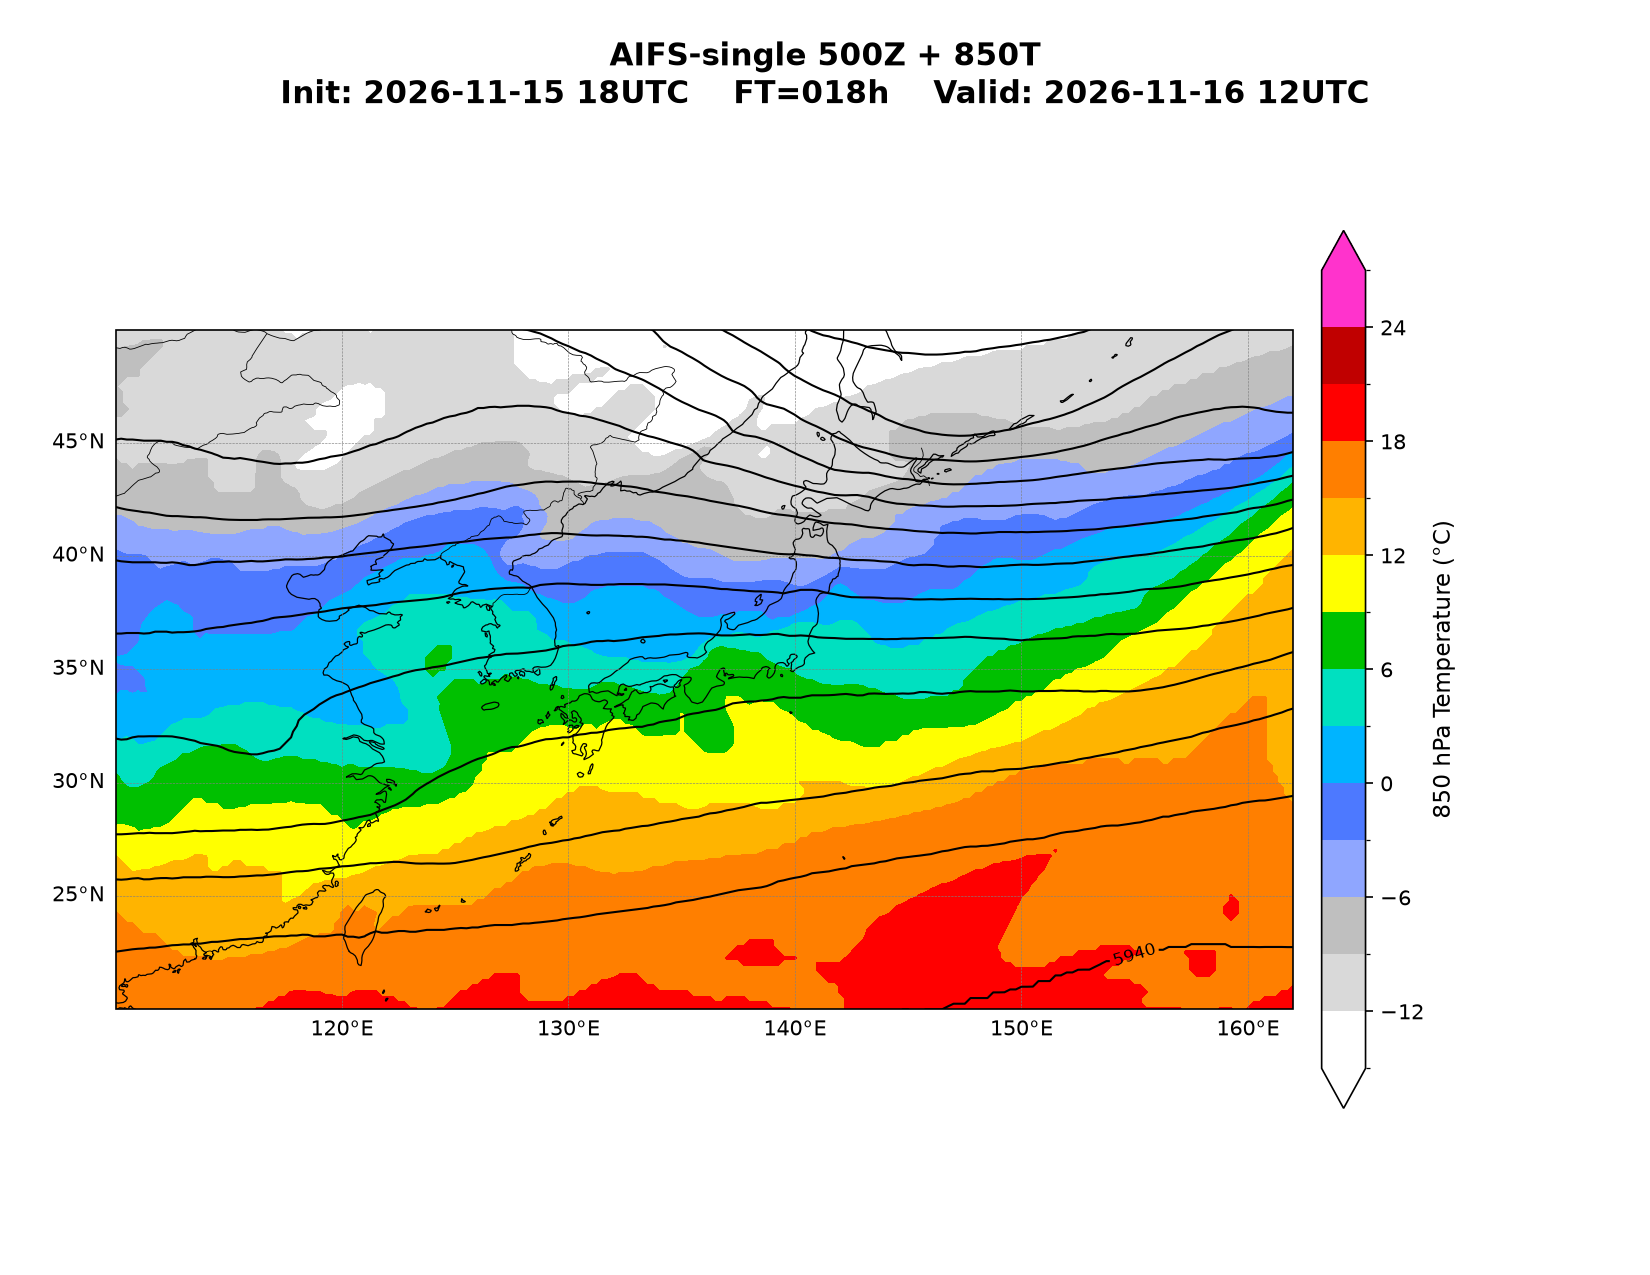 AIFS-single 500Z + 850T
Init: 2026-11-15 18UTC    FT=018h    Valid: 2026-11-16 12UTC
45°N
40°N
35°N
30°N
25°N
120°E
130°E
140°E
150°E
160°E
5940
24
18
12
6
0
−6
−12
850 hPa Temperature (°C)